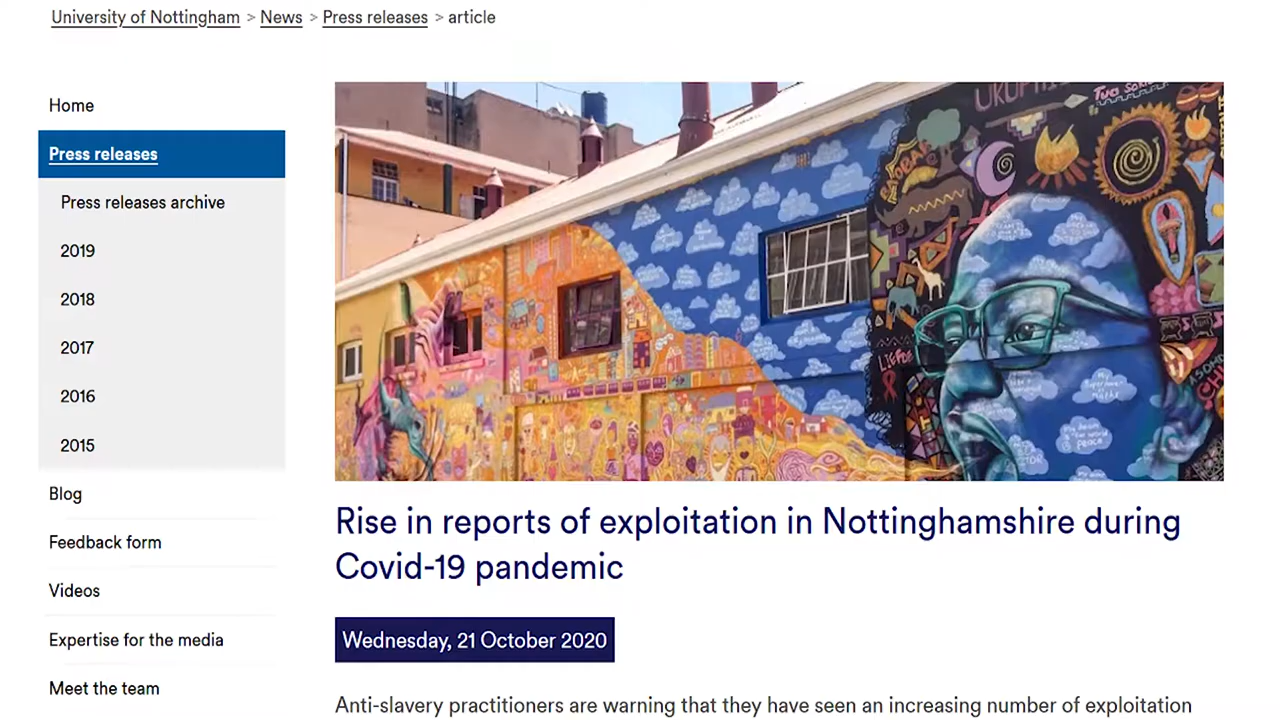 University of Nottingham > News > Press releases > article
Home
Press releases
Press releases archive
2019
2018
2017
2016
2015
Blog
Feedback form
Videos
Expertise for the media
Meet the team
LIEFDE
Rise in reports of exploitation in Nottinghamshire during
Covid-19 pandemic
Wednesday, 21 October 2020
Anti-slavery practitioners are warning that they have seen an increasing number of exploitation